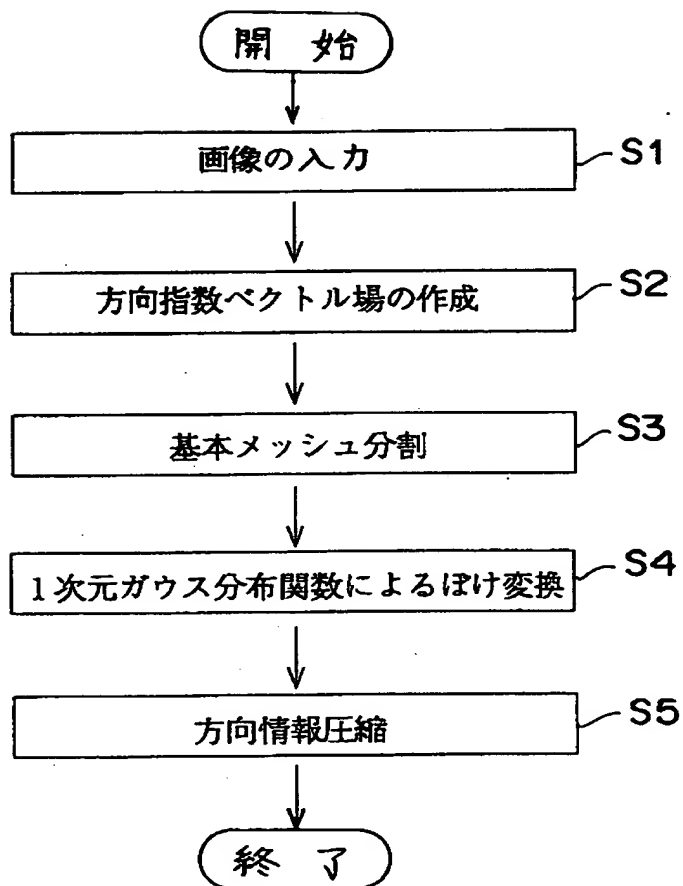 開 始
画像の入力
S1
方向指数ベクトル場の作成
S2
基本メッシュ分割
S3
1次元ガウス分布関数によるぼけ変換
S4
方向情報圧縮
S5
終 了